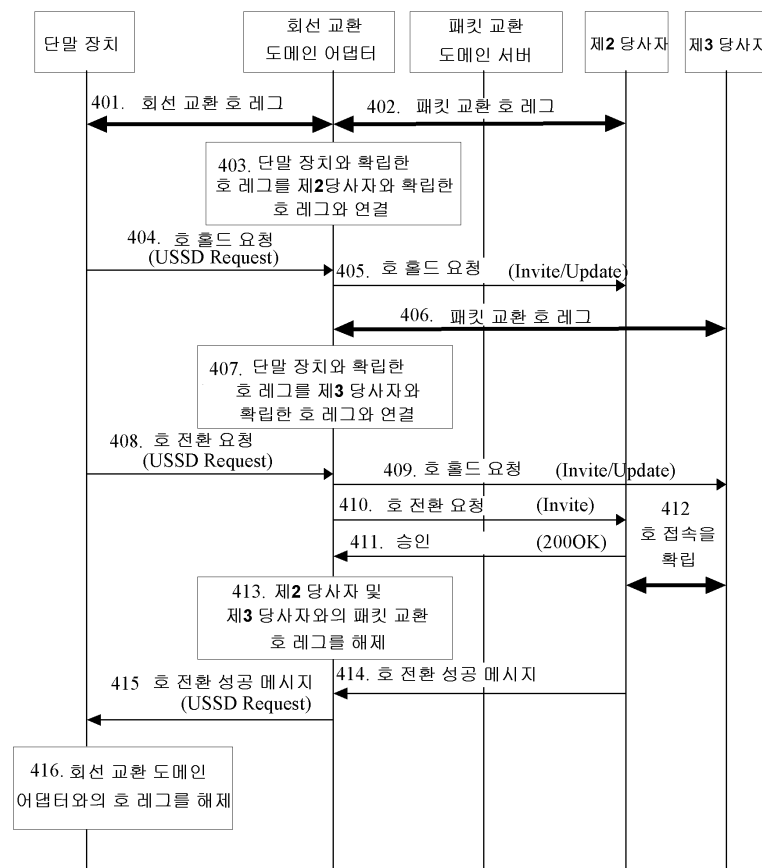 단말 장치
회선 교환
도메인 어댑터
패킷 교환
도메인 서버
제2 당사자
제3 당사자
401. 회선 교환 호 레그
402. 패킷 교환 호 레그
403. 단말 장치와 확립한
호 레그를 제2당사자와 확립한
호 레그와 연결
404. 호 홀드 요청
(USSD Request)
405. 호 홀드 요청 (Invite/Update)
406. 패킷 교환 호 레그
407. 단말 장치와 확립한
호 레그를 제3 당사자와
확립한 호 레그와 연결
408. 호 전환 요청
(USSD Request)
409. 호 홀드 요청 (Invite/Update)
410. 호 전환 요청 (Invite)
411. 승인 (200OK)
412
호 접속을
확립
413. 제2 당사자 및
제3 당사자와의 패킷 교환
호 레그를 해제
414. 호 전환 성공 메시지
415 호 전환 성공 메시지
(USSD Request)
416. 회선 교환 도메인
어댑터와의 호 레그를 해제